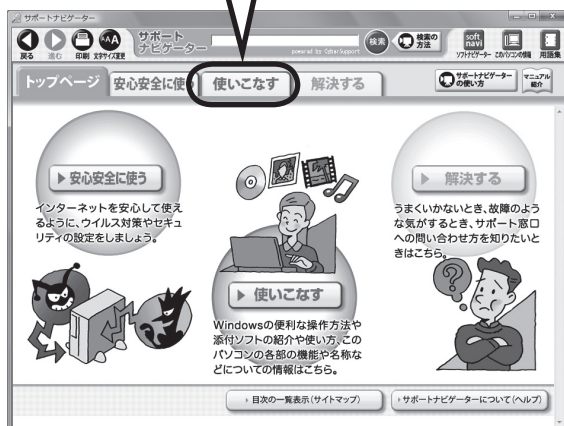 サポートナビゲーター
戻る 進む 印刷 文字サイズ変更
サポート
ナビゲーター
powered by CyberSupport
検索
検索の
方法
soft
navi
ソフトナビゲーター このパソコンの情報 用語集
トップページ 安心安全に使う 使いこなす 解決する
サポートナビゲーター
の使い方
マニュアル
紹介
安心安全に使う
インターネットを安心して使え
るように、ウイルス対策やセキュ
リティの設定をしましょう。
使いこなす
Windowsの便利な操作方法や
添付ソフトの紹介や使い方、この
パソコンの各部の機能や名称な
どについての情報はこちら。
解決する
うまくいかないとき、故障のよう
な気がするとき、サポート窓口
への問い合わせ方を知りたいと
きはこちら。
目次の一覧表示(サイトマップ)
サポートナビゲーターについて(ヘルプ)